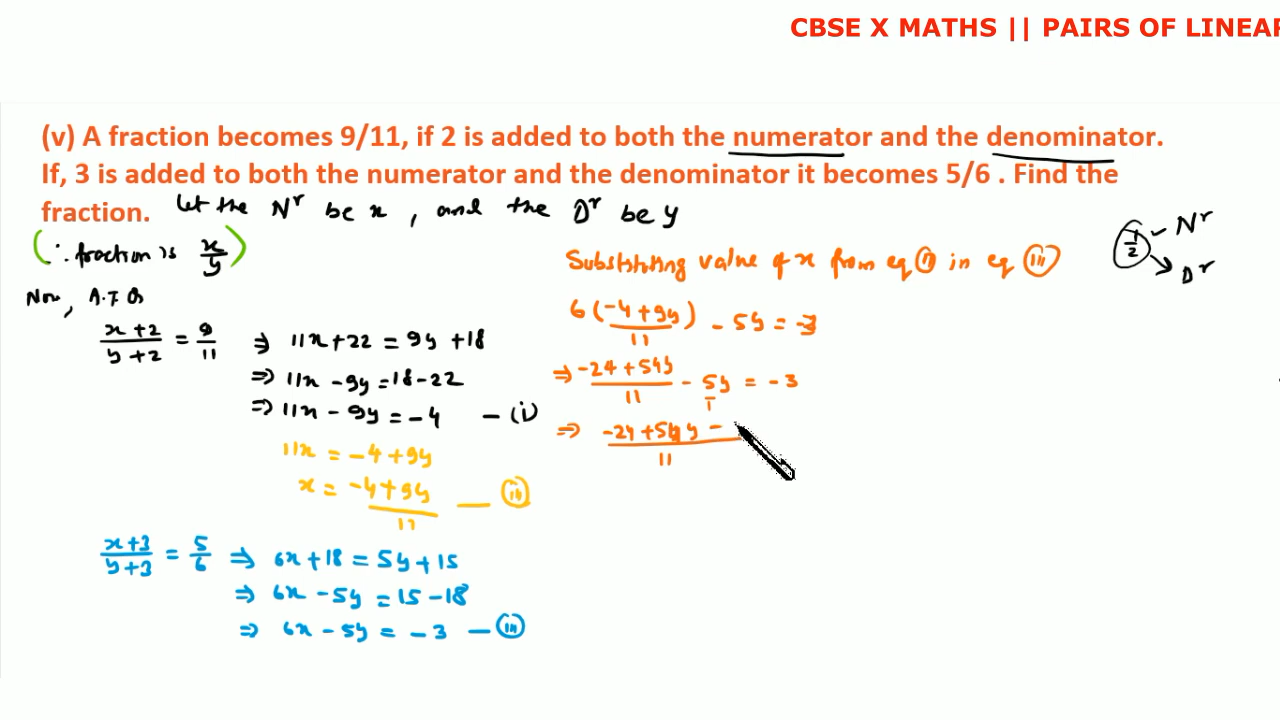 CBSE X MATHS || PAIRS OF LINEAR
(v) A fraction becomes 9/11, if 2 is added to both the numerator and the denominator.
If, 3 is added to both the numerator and the denominator it becomes 5/6 . Find the
fraction. let the Nʳ be x , and the Dʳ be y
(∵ fraction is x/y)
Now, A.T.Q
(x+2)/(y+2) = 9/11 ⇒ 11x+22 = 9y+18
⇒ 11x - 9y = 18-22
⇒ 11x - 9y = -4 — (i)
11x = -4+9y
x = (-4+9y)/11 — (ii)
(x+3)/(y+3) = 5/6 ⇒ 6x+18 = 5y+15
⇒ 6x - 5y = 15-18
⇒ 6x - 5y = -3 — (iii)
Substituting value of x from eq (ii) in eq (iii)
6(-4+9y)/11 - 5y = -3
⇒ (-24+54y)/11 - 5y/1 = -3
⇒ (-24+54y -)/11
1/2 - Nʳ
Dʳ